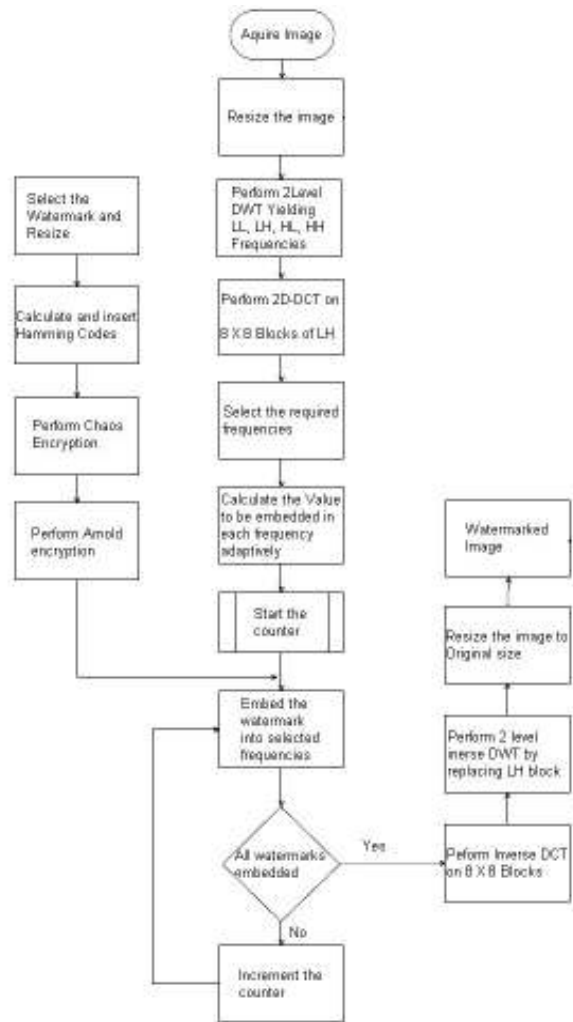 Aquire Image
Resize the image
Perform 2Level
DWT Yielding
LL, LH, HL, HH
Frequencies
Perform 2D-DCT on
8 X 8 Blocks of LH
Select the required
frequencies
Calculate the Value
to be embedded in
each frequency
adaptively
Start the
counter
Select the
Watermark and
Resize
Calculate and insert
Hamming Codes
Perform Chaos
Encryption
Perform Arnold
encryption
Embed the
watermark
into selected
frequencies
All watermarks
embedded
Yes
No
Increment the
counter
Peform Inverse DCT
on 8 X 8 Blocks
Perform 2 level
inerse DWT by
replacing LH block
Resize the image to
Original size
Watermarked
Image